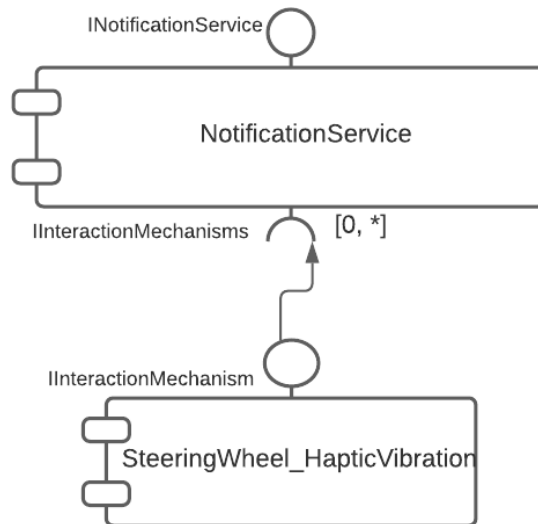 INotificationService
NotificationService
IInteractionMechanisms
[0, *]
IInteractionMechanism
SteeringWheel_HapticVibration